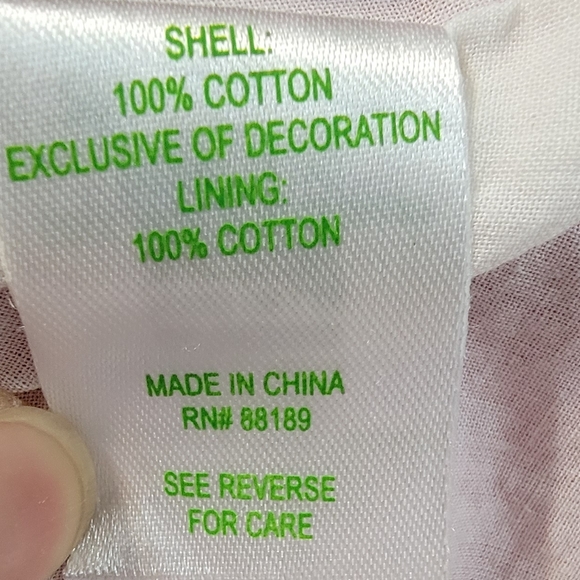 SHELL:
100% COTTON
EXCLUSIVE OF DECORATION
LINING:
100% COTTON
MADE IN CHINA
RN# 88189
SEE REVERSE
FOR CARE